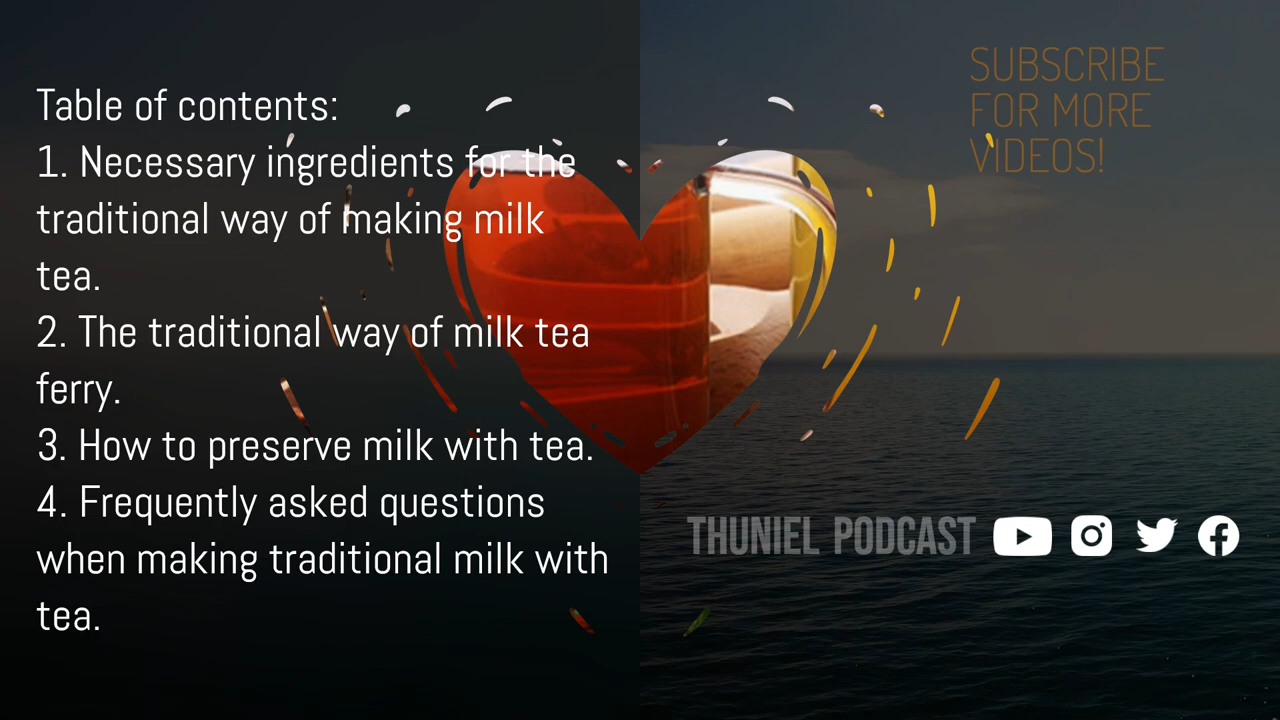 Table of contents:
1. Necessary ingredients for the
traditional way of making milk
tea.
2. The traditional way of milk tea
ferry.
3. How to preserve milk with tea.
4. Frequently asked questions
when making traditional milk with
tea.
SUBSCRIBE
FOR MORE
VIDEOS!
THUNIEL PODCAST